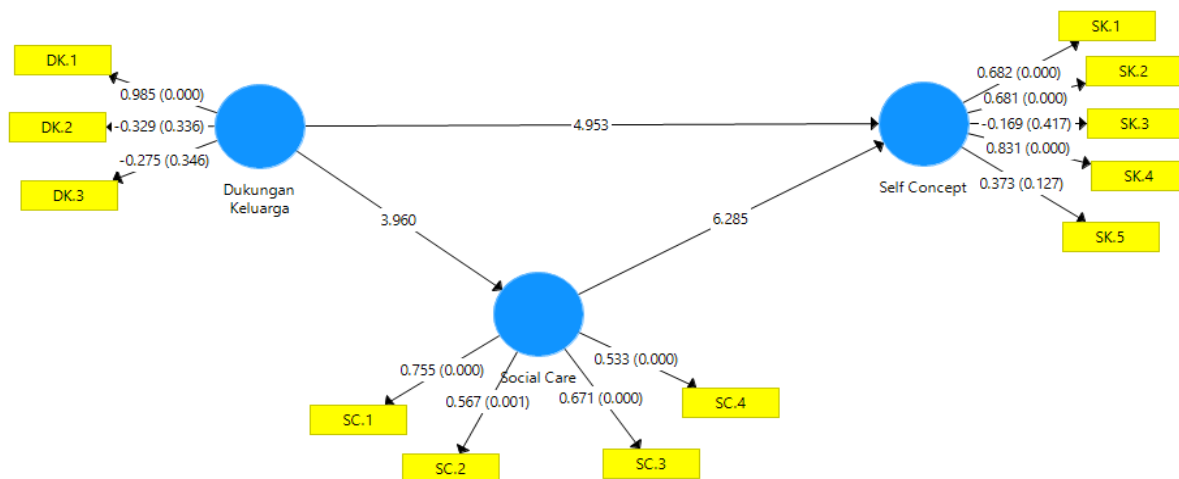 DK.1
DK.2
DK.3
0.985 (0.000)
-0.329 (0.336)
-0.275 (0.346)
Dukungan
Keluarga
4.953
3.960
6.285
Self Concept
SK.1
SK.2
SK.3
SK.4
SK.5
0.682 (0.000)
0.681 (0.000)
-0.169 (0.417)
0.831 (0.000)
0.373 (0.127)
Social Care
0.755 (0.000)
0.567 (0.001)
0.671 (0.000)
0.533 (0.000)
SC.1
SC.2
SC.3
SC.4